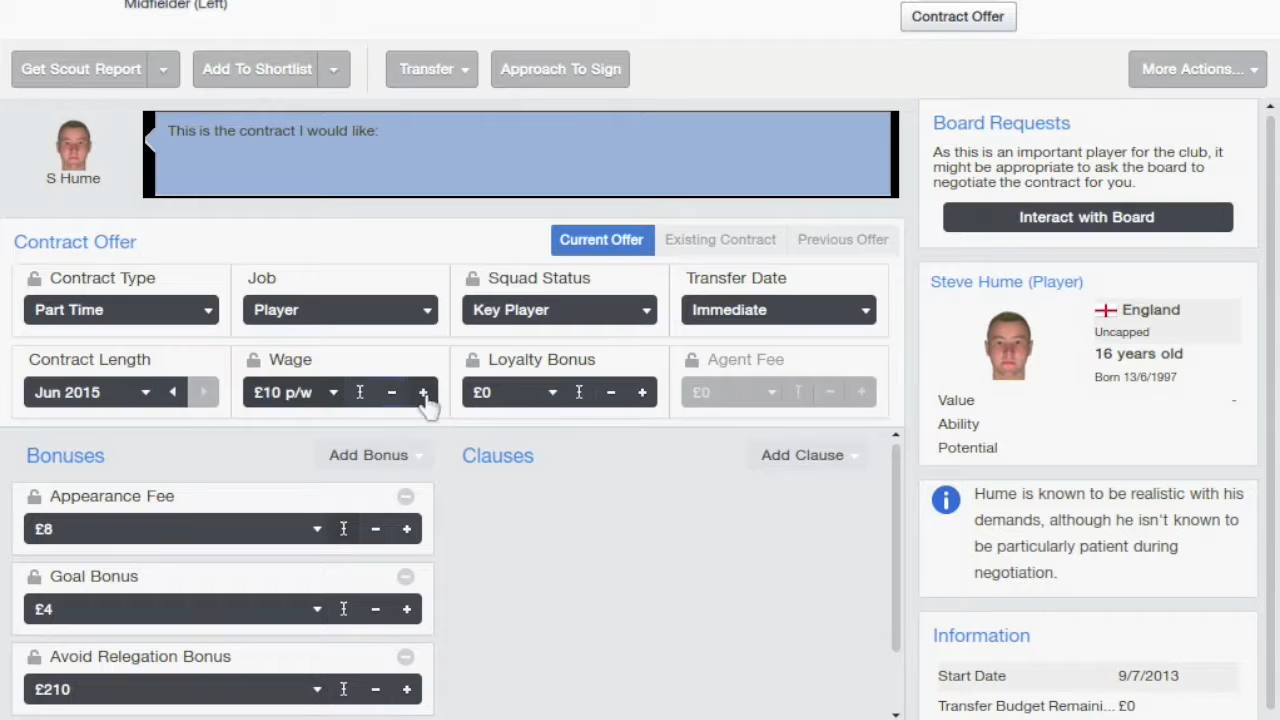 Midfielder (Left)
Contract Offer
Get Scout Report
Add To Shortlist
Transfer
Approach To Sign
More Actions...
This is the contract I would like:
S Hume
Contract Offer
Current Offer
Existing Contract
Previous Offer
Contract Type
Job
Squad Status
Transfer Date
Part Time
Player
Key Player
Immediate
Contract Length
Wage
Loyalty Bonus
Agent Fee
Jun 2015
£10 p/w
£0
£0
Bonuses
Add Bonus
Clauses
Add Clause
Appearance Fee
£8
Goal Bonus
£4
Avoid Relegation Bonus
£210
Board Requests
As this is an important player for the club, it
might be appropriate to ask the board to
negotiate the contract for you.
Interact with Board
Steve Hume (Player)
England
Uncapped
16 years old
Born 13/6/1997
Value -
Ability
Potential
Hume is known to be realistic with his
demands, although he isn't known to
be particularly patient during
negotiation.
Information
Start Date 9/7/2013
Transfer Budget Remaini... £0